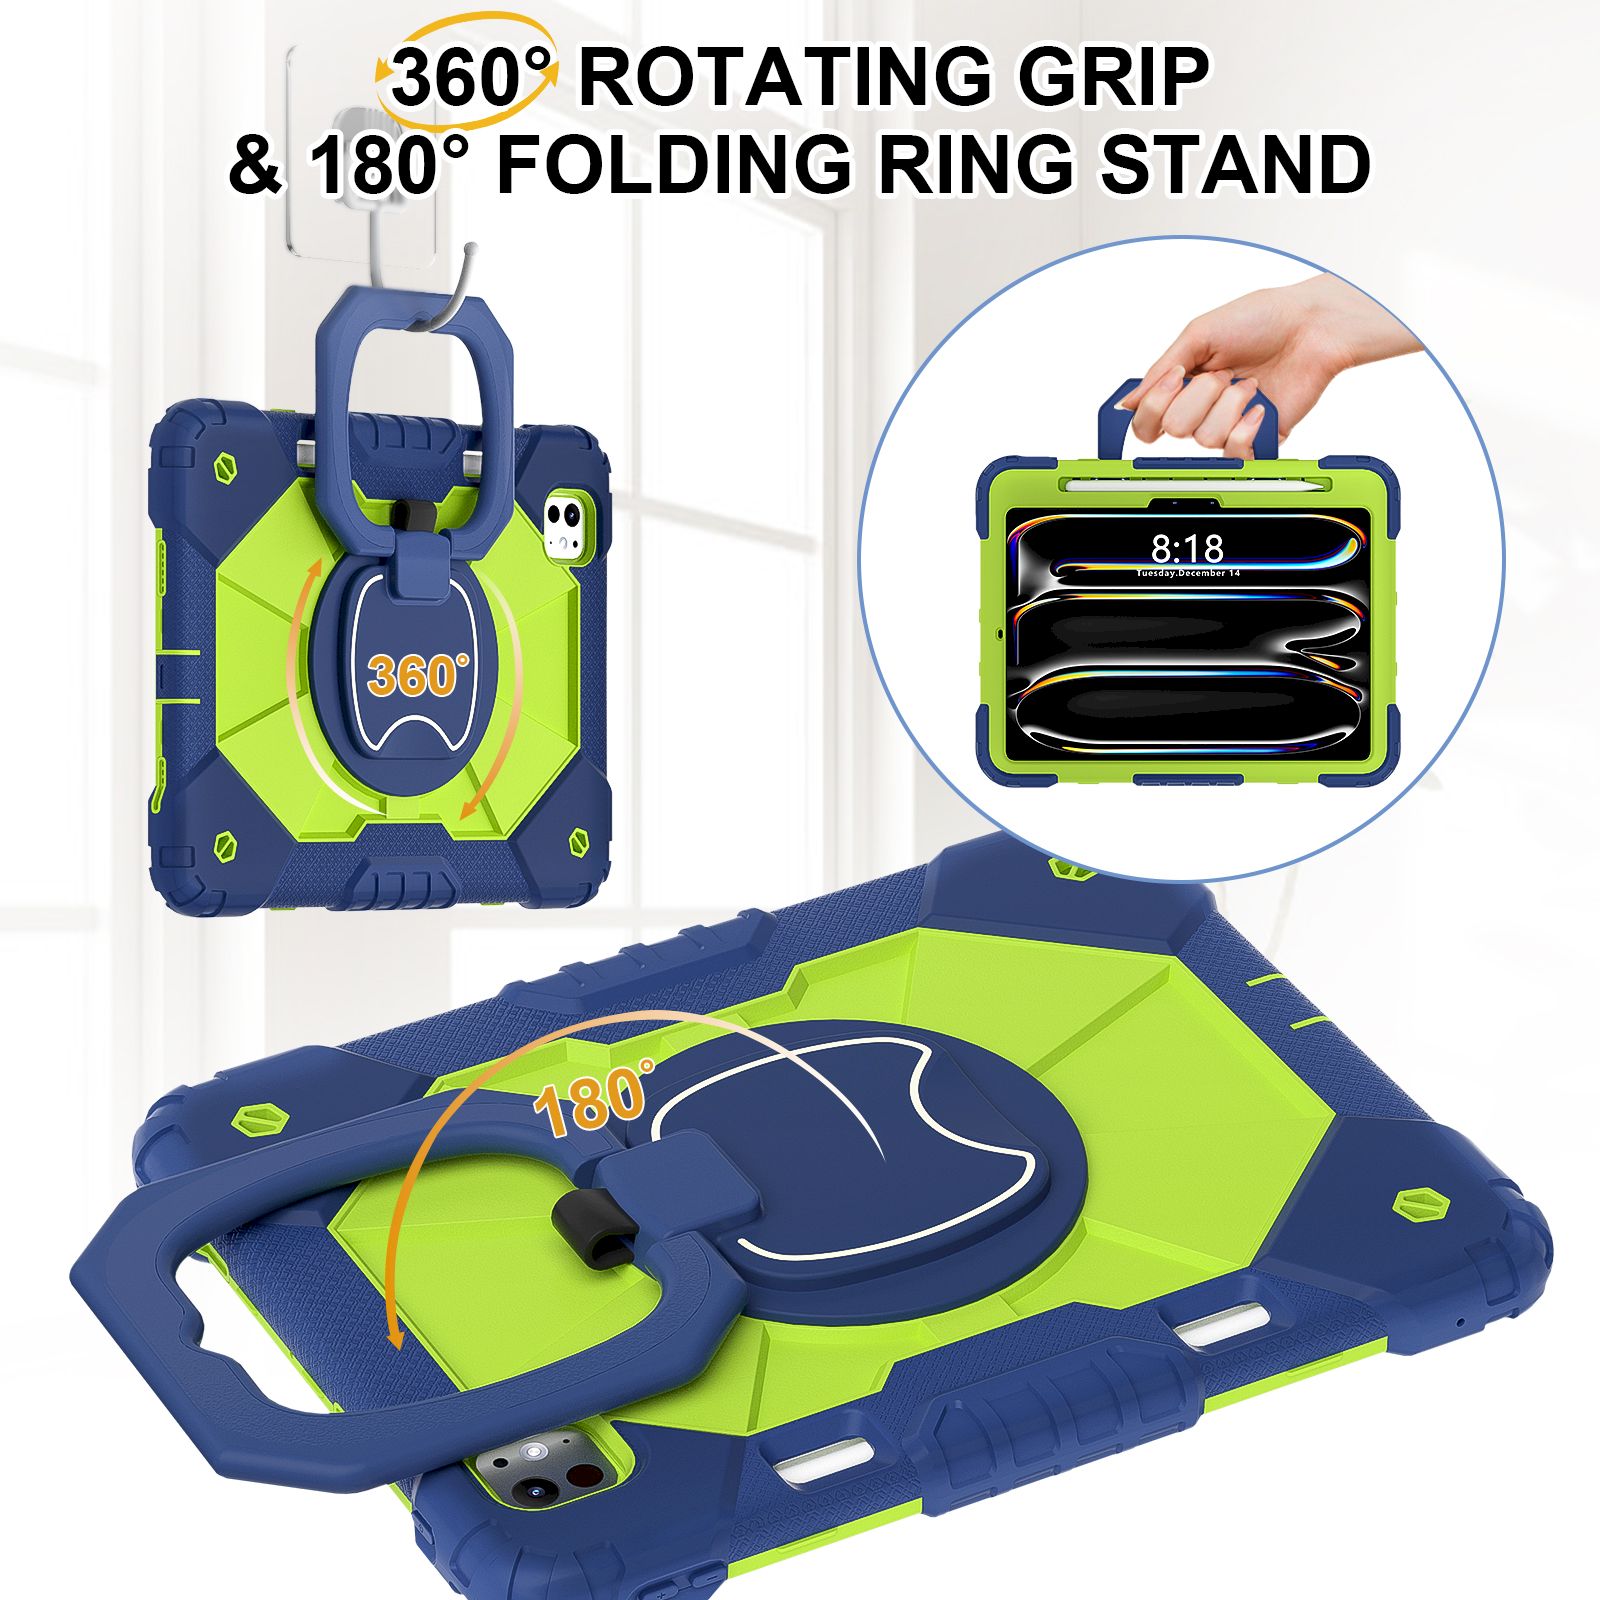 360° ROTATING GRIP
& 180° FOLDING RING STAND
8:18
Tuesday.December 14
360°
180°